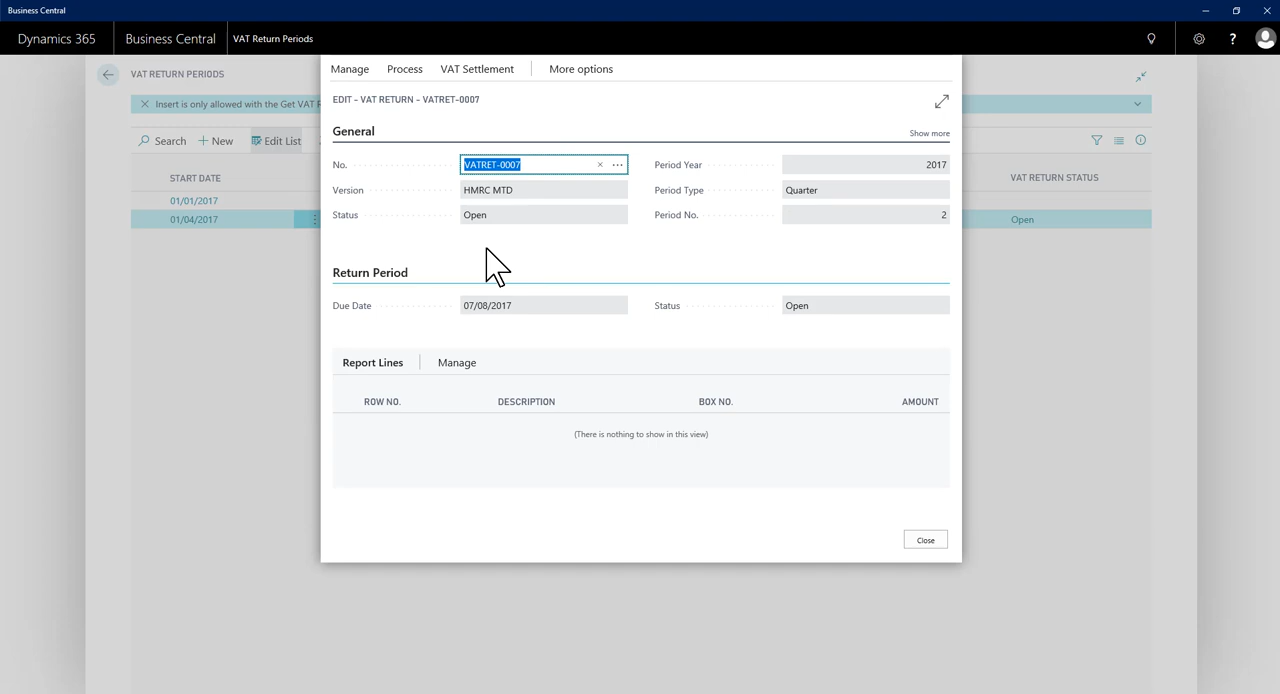 Business Central
Dynamics 365 Business Central VAT Return Periods ?
VAT RETURN PERIODS
Insert is only allowed with the Get VAT R
Search + New Edit List
START DATE VAT RETURN STATUS
01/01/2017
01/04/2017 Open
Manage Process VAT Settlement More options
EDIT - VAT RETURN - VATRET-0007
General Show more
No. VATRET-0007 Period Year 2017
Version HMRC MTD Period Type Quarter
Status Open Period No. 2
Return Period
Due Date 07/08/2017 Status Open
Report Lines Manage
ROW NO. DESCRIPTION BOX NO. AMOUNT
(There is nothing to show in this view)
Close